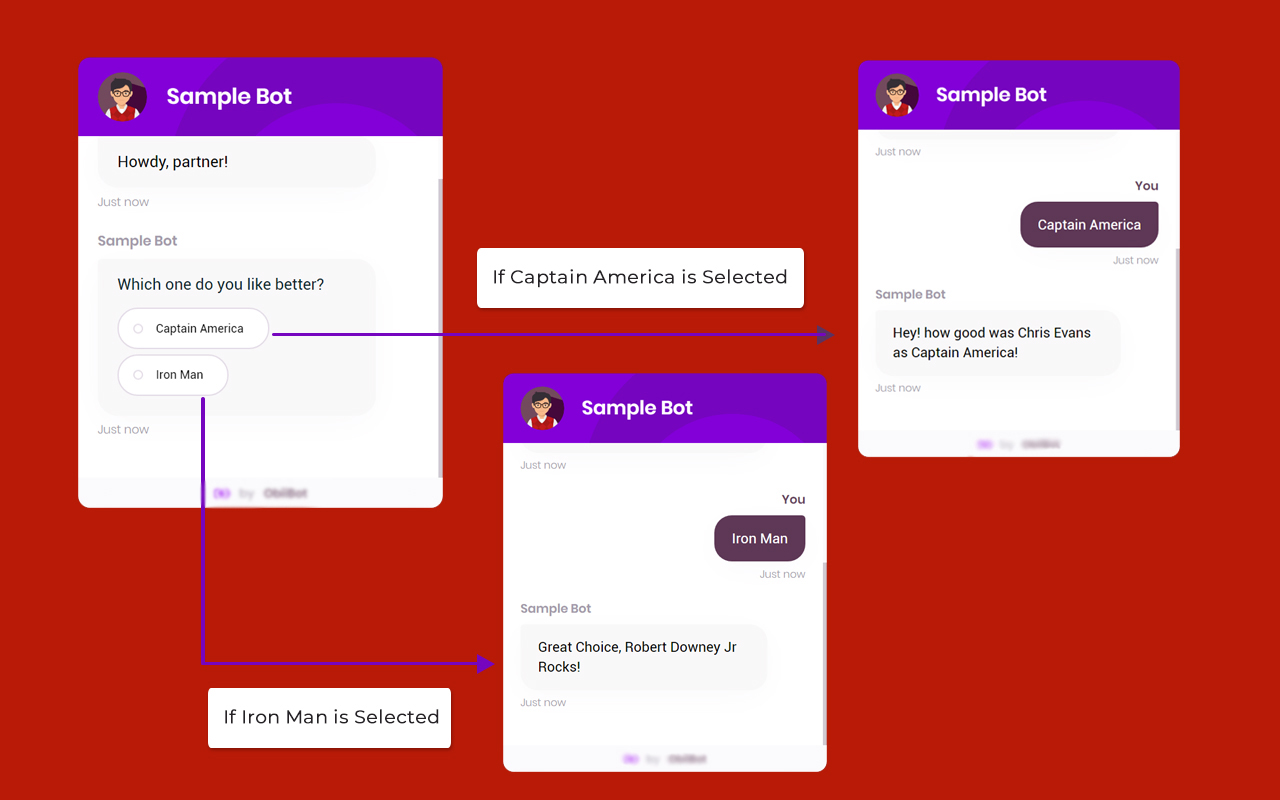 Sample Bot
Howdy, partner!
Just now
Sample Bot
Which one do you like better?
Captain America
Iron Man
Just now
by
If Captain America is Selected
Sample Bot
Just now
You
Captain America
Just now
Sample Bot
Hey! how good was Chris Evans
as Captain America!
Just now
by
If Iron Man is Selected
Sample Bot
Just now
You
Iron Man
Just now
Sample Bot
Great Choice, Robert Downey Jr
Rocks!
Just now
by